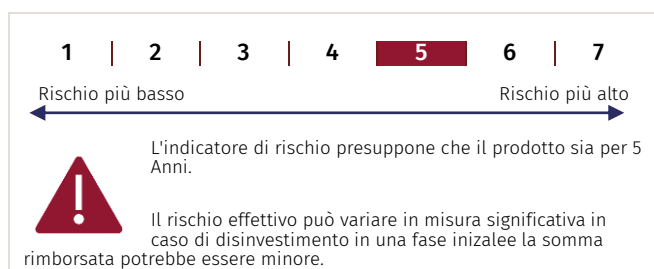 1 | 2 | 3 | 4 | 5 | 6 | 7
Rischio più basso Rischio più alto
L'indicatore di rischio presuppone che il prodotto sia per 5
Anni.
Il rischio effettivo può variare in misura significativa in
caso di disinvestimento in una fase inizalee la somma
rimborsata potrebbe essere minore.